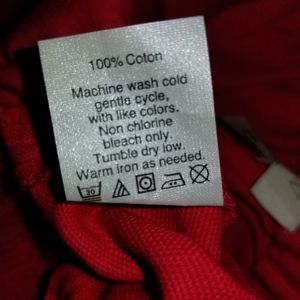 100% Coton
Machine wash cold
gentle cycle,
with like colors.
Non chlorine
bleach only.
Tumble dry low.
Warm iron as needed.
30